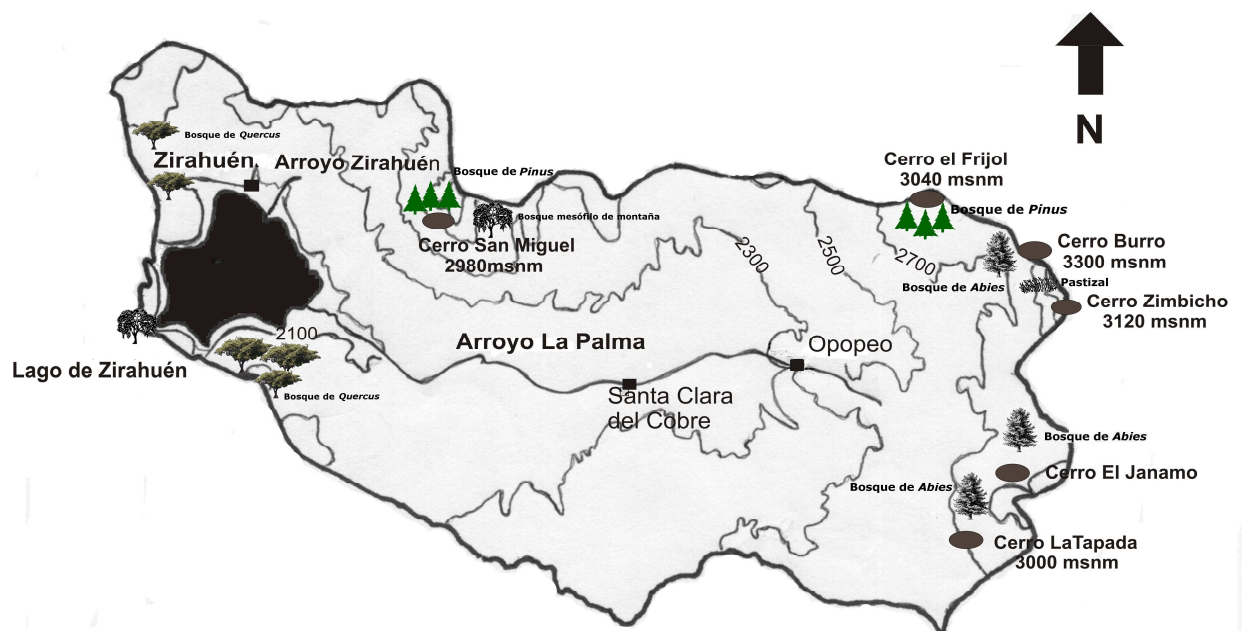 N
Bosque de Quercus
Zirahuén
Arroyo Zirahuén
Bosque de Pinus
Bosque mesófilo de montaña
Cerro San Miguel
2980msnm
Cerro el Frijol
3040 msnm
Bosque de Pinus
2300
2500
2700
Cerro Burro
3300 msnm
Bosque de Abies
Pastizal
Cerro Zimbicho
3120 msnm
2100
Arroyo La Palma
Opopeo
Lago de Zirahuén
Bosque de Quercus
Santa Clara
del Cobre
Bosque de Abies
Cerro El Janamo
Bosque de Abies
Cerro LaTapada
3000 msnm